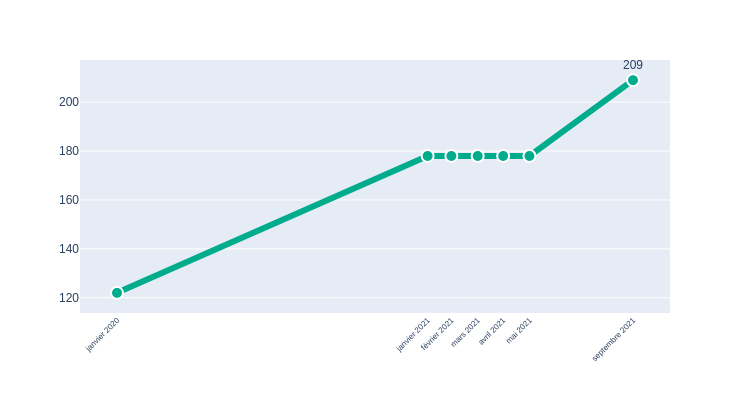 209
200
180
160
140
120
janvier 2020
janvier 2021
février 2021
mars 2021
avril 2021
mai 2021
septembre 2021